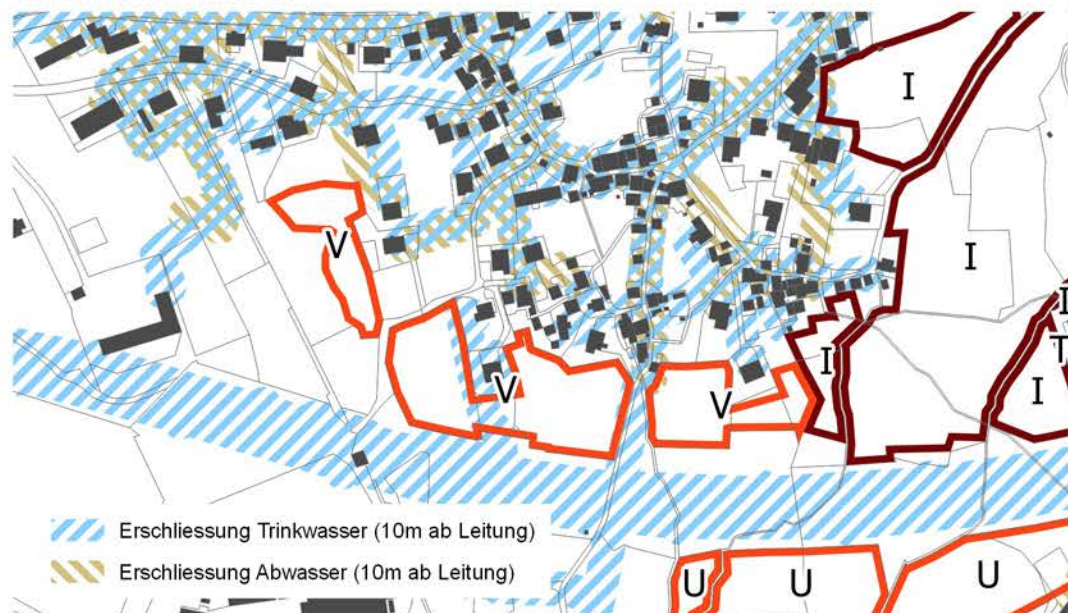 I
V
I
I
I
T
V
V
I
Erschliessung Trinkwasser (10m ab Leitung)
Erschliessung Abwasser (10m ab Leitung)
U
U
U